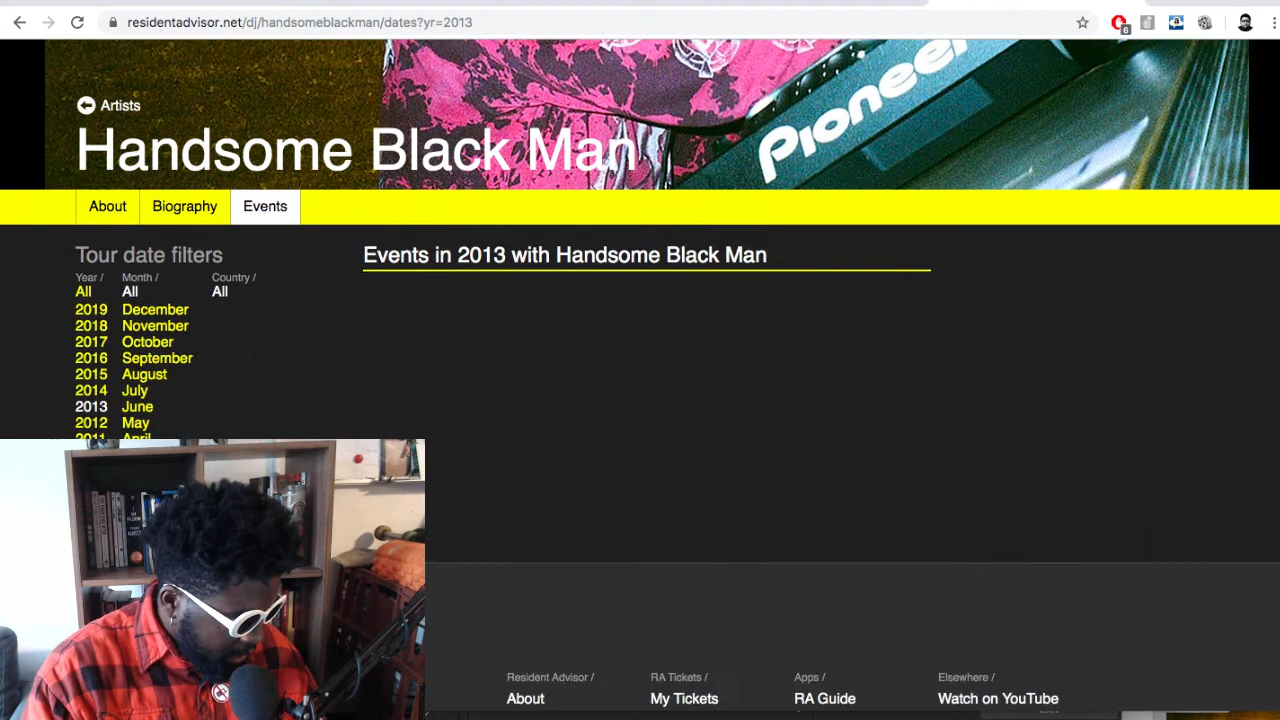 residentadvisor.net/dj/handsomeblackman/dates?yr=2013
6
Pioneer
Artists
Handsome Black Man
About Biography Events
Tour date filters
Events in 2013 with Handsome Black Man
Year / Month / Country /
All All All
2019 December
2018 November
2017 October
2016 September
2015 August
2014 July
2013 June
2012 May
2011 April
Resident Advisor / RA Tickets / Apps / Elsewhere /
About My Tickets RA Guide Watch on YouTube